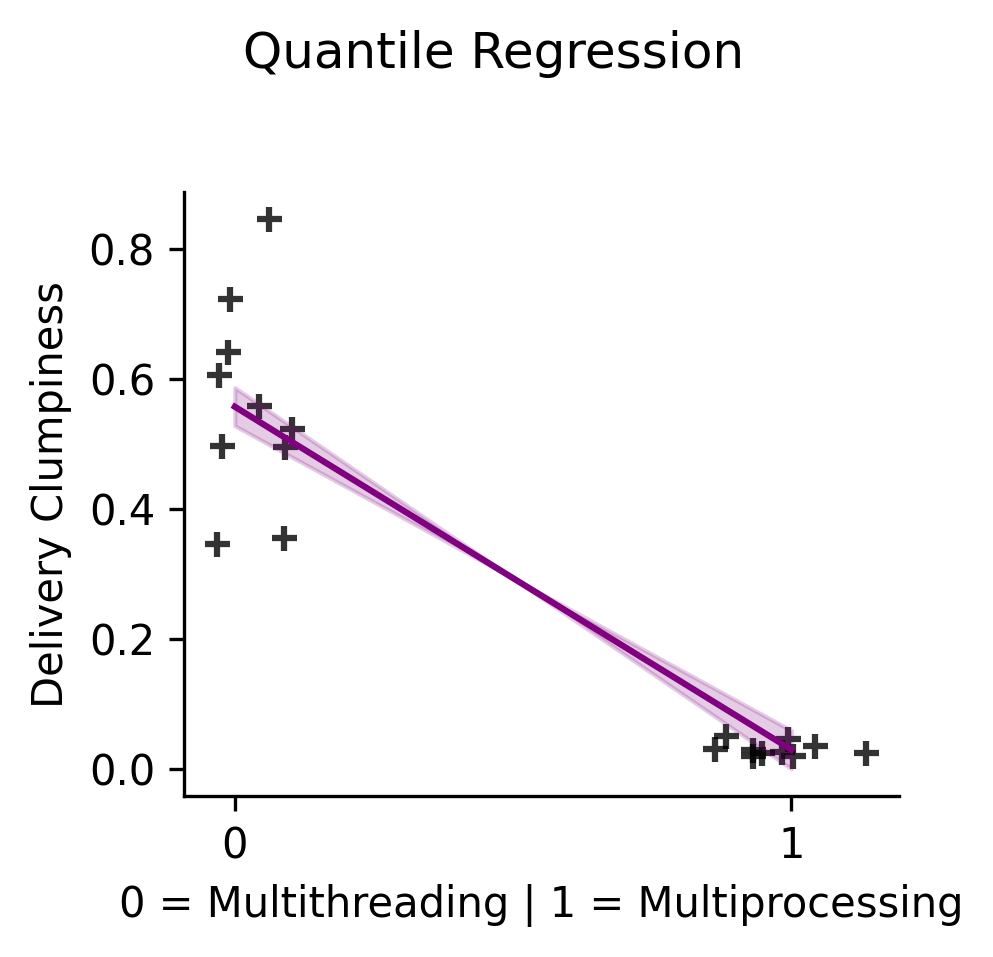 Quantile Regression
Delivery Clumpiness
0.8
0.6
0.4
0.2
0.0
0 1
0 = Multithreading | 1 = Multiprocessing